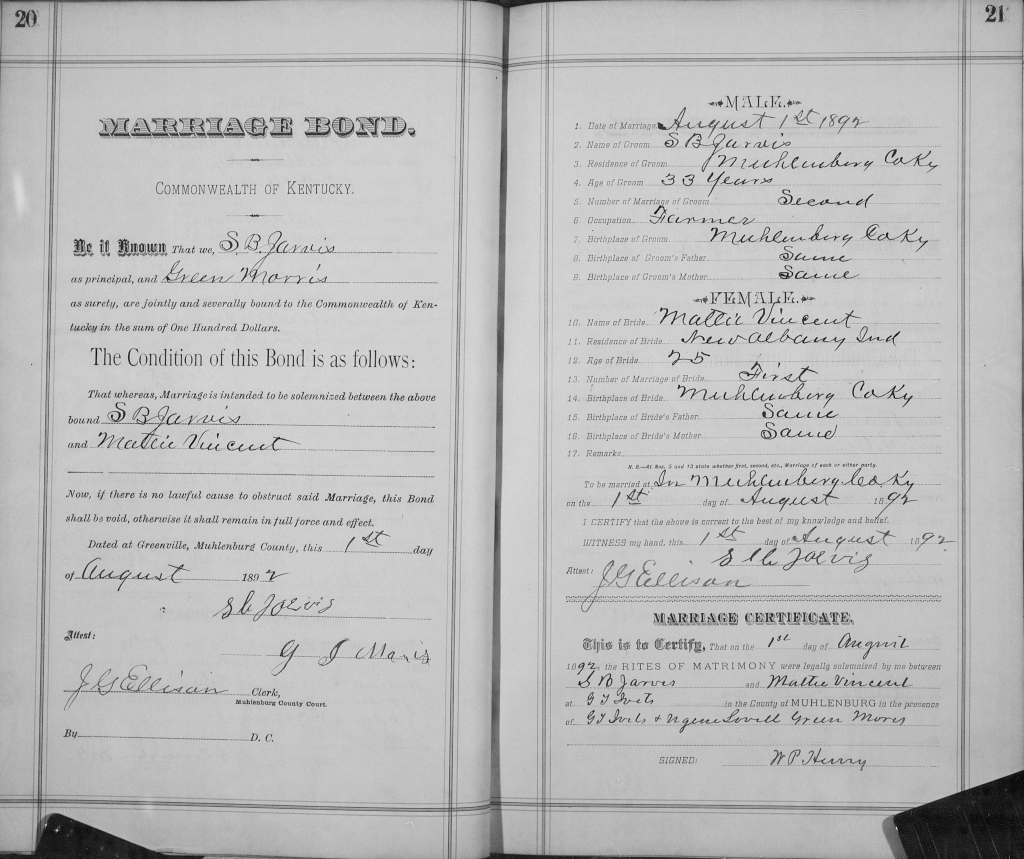 20
MARRIAGE BOND.
COMMONWEALTH OF KENTUCKY.
Be it Known That we, S. B. Jarvis
as principal, and Green Morris
as surety, are jointly and severally bound to the Commonwealth of Ken-
tucky in the sum of One Hundred Dollars.
The Condition of this Bond is as follows:
That whereas, Marriage is intended to be solemnized between the above
bound S B Jarvis
and Mattie Vincent
Now, if there is no lawful cause to obstruct said Marriage, this Bond
shall be void, otherwise it shall remain in full force and effect.
Dated at Greenville, Muhlenburg County, this 1st day
of August 1892
Attest:
J G Ellison Clerk,
Muhlenburg County Court.
By D. C.
21
MALE.
1. Date of Marriage August 1st 1892
2. Name of Groom S B Jarvis
3. Residence of Groom Muhlenberg Co Ky
4. Age of Groom 33 Years
5. Number of Marriage of Groom Second
6. Occupation Farmer
7. Birthplace of Groom Muhlenberg Co Ky
8. Birthplace of Groom's Father Same
9. Birthplace of Groom's Mother Same
FEMALE.
10. Name of Bride Mattie Vincent
11. Residence of Bride New Albany Ind
12. Age of Bride 25
13. Number of Marriage of Bride First
14. Birthplace of Bride Muhlenberg Co Ky
15. Birthplace of Bride's Father Same
16. Birthplace of Bride's Mother Same
17. Remarks
N. B.—At Nos. 5 and 13 state whether first, second, etc., Marriage of each or either party.
To be married at In Muhlenberg Co Ky
on the 1st day of August 1892
I CERTIFY that the above is correct to the best of my knowledge and belief.
WITNESS my hand, this 1st day of August 1892
Attest:
J G Ellison
MARRIAGE CERTIFICATE.
This is to Certify, That on the 1st day of August
1892, the RITES OF MATRIMONY were legally solemnized by me between
S B Jarvis and Mattie Vincent
at G T in the County of MUHLENBURG in the presence
of G T & Lovell Green Morris
SIGNED: W P Henry